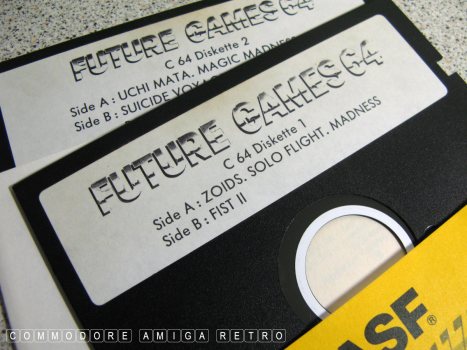 FUTURE GAMES 64
C 64 Diskette 2
Side A : UCHI MATA. MAGIC MADNESS
Side B : SUICIDE
FUTURE GAMES 64
C 64 Diskette 1
Side A : ZOIDS. SOLO FLIGHT. MADNESS
Side B : FIST II
ASF
COMMODORE AMIGA RETRO